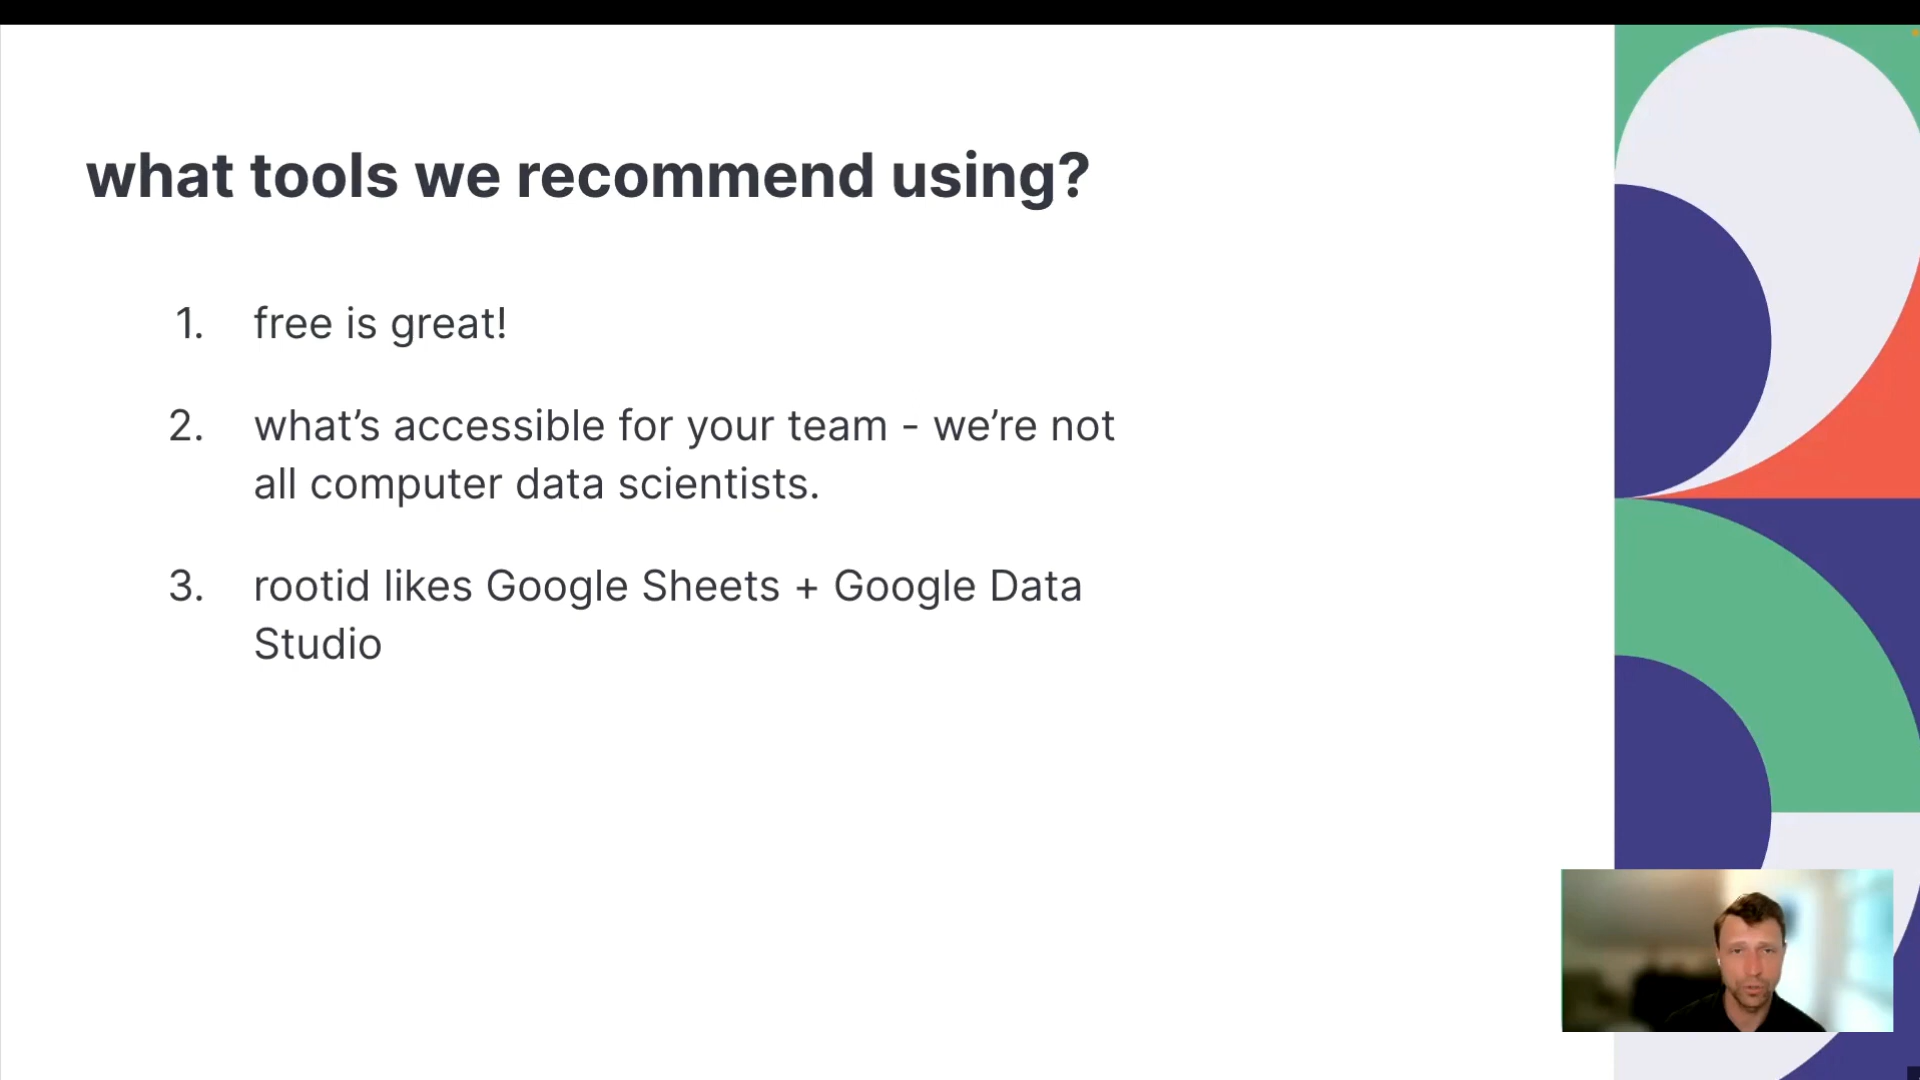 what tools we recommend using?
1. free is great!
2. what’s accessible for your team - we’re not
all computer data scientists.
3. rootid likes Google Sheets + Google Data
Studio